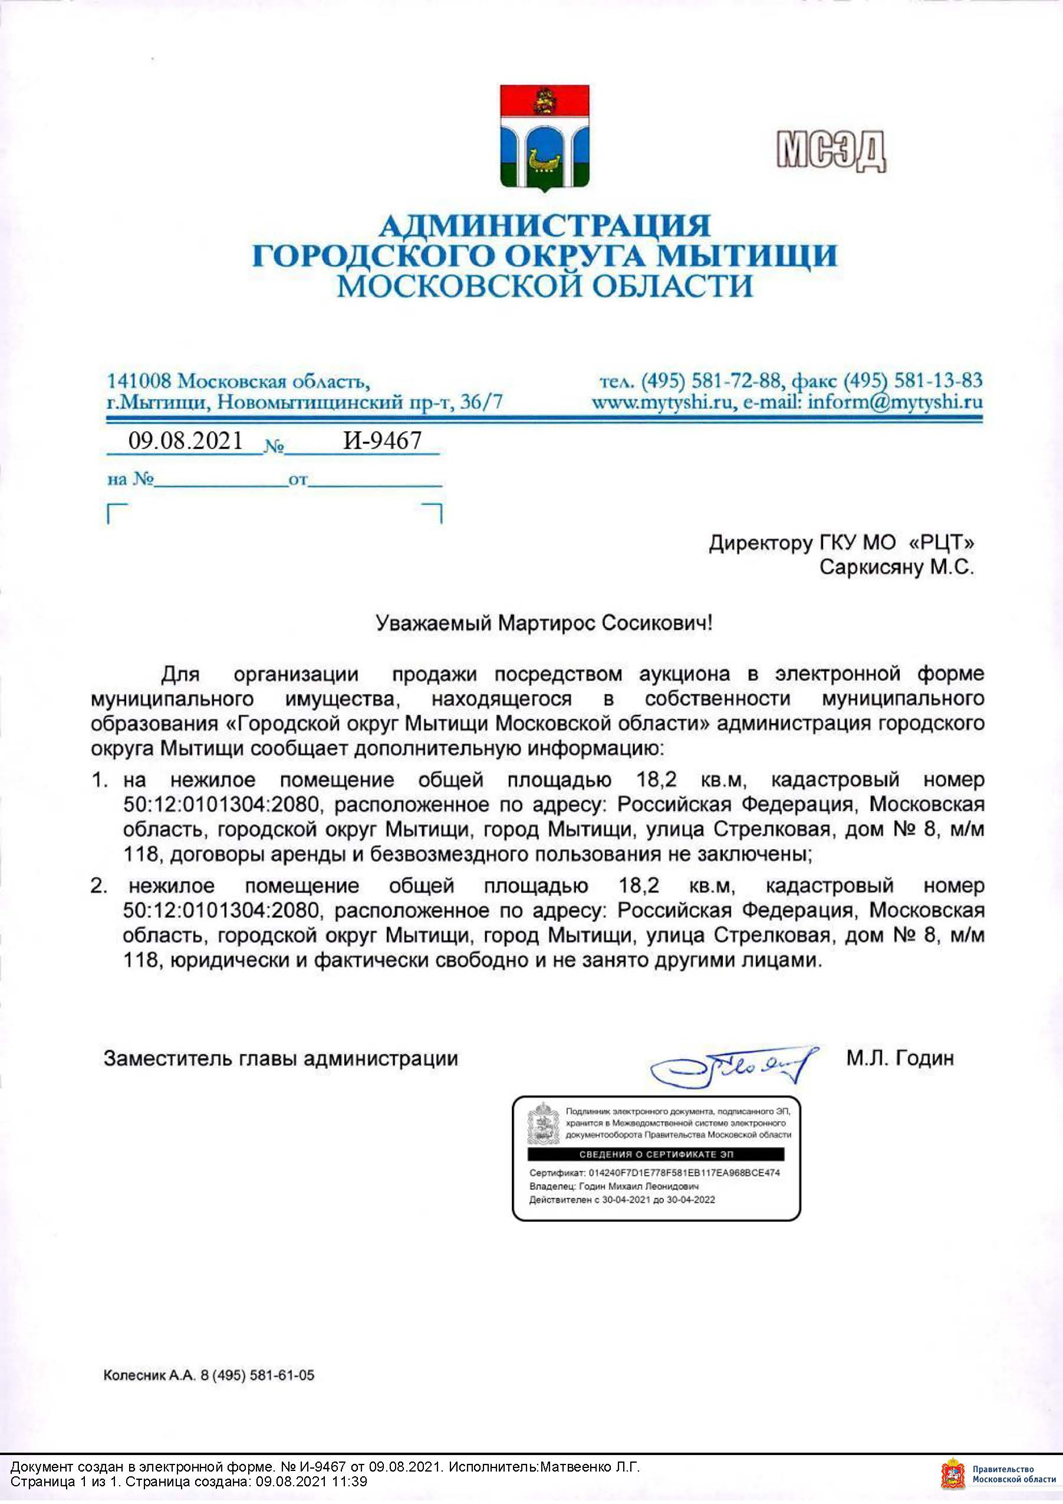 МСЭД
АДМИНИСТРАЦИЯ
ГОРОДСКОГО ОКРУГА МЫТИЩИ
МОСКОВСКОЙ ОБЛАСТИ
141008 Московская область,
г.Мытищи, Новомытищинский пр-т, 36/7
тел. (495) 581-72-88, факс (495) 581-13-83
www.mytyshi.ru, e-mail: inform@mytyshi.ru
09.08.2021 № И-9467
на № от
Директору ГКУ МО «РЦТ»
Саркисяну М.С.
Уважаемый Мартирос Сосикович!
Для организации продажи посредством аукциона в электронной форме
муниципального имущества, находящегося в собственности муниципального
образования «Городской округ Мытищи Московской области» администрация городского
округа Мытищи сообщает дополнительную информацию:
1. на нежилое помещение общей площадью 18,2 кв.м, кадастровый номер
50:12:0101304:2080, расположенное по адресу: Российская Федерация, Московская
область, городской округ Мытищи, город Мытищи, улица Стрелковая, дом № 8, м/м
118, договоры аренды и безвозмездного пользования не заключены;
2. нежилое помещение общей площадью 18,2 кв.м, кадастровый номер
50:12:0101304:2080, расположенное по адресу: Российская Федерация, Московская
область, городской округ Мытищи, город Мытищи, улица Стрелковая, дом № 8, м/м
118, юридически и фактически свободно и не занято другими лицами.
Заместитель главы администрации
М.Л. Годин
Подлинник электронного документа, подписанного ЭП,
хранится в Межведомственной системе электронного
документооборота Правительства Московской области
СВЕДЕНИЯ О СЕРТИФИКАТЕ ЭП
Сертификат: 014240F7D1E778F581EB117EA968BCE474
Владелец: Годин Михаил Леонидович
Действителен с 30-04-2021 до 30-04-2022
Колесник А.А. 8 (495) 581-61-05
Документ создан в электронной форме. № И-9467 от 09.08.2021. Исполнитель:Матвеенко Л.Г.
Страница 1 из 1. Страница создана: 09.08.2021 11:39
Правительство
Московской области